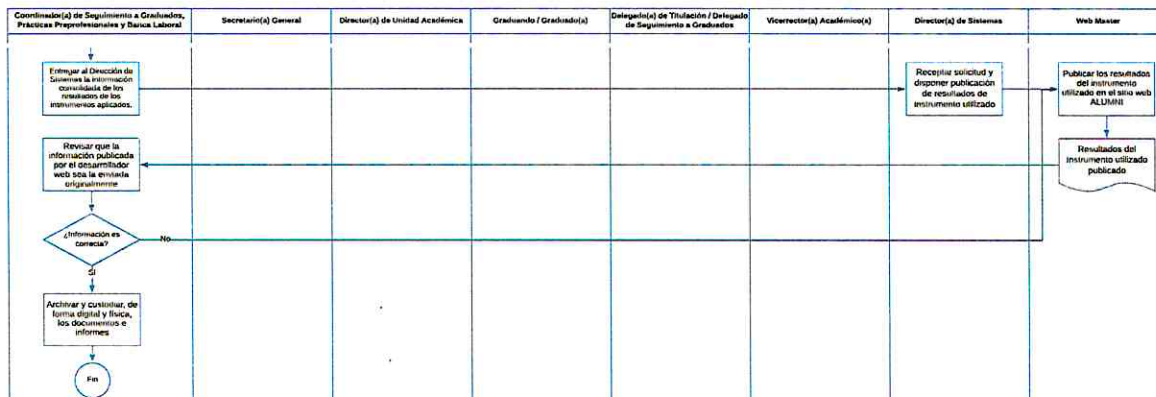 Coordinador(a) de Seguimiento a Graduados,
Prácticas Preprofesionales y Banca Laboral
Secretario(a) General
Director(a) de Unidad Académica
Graduando / Graduado(a)
Delegado(a) de Titulación / Delegado
de Seguimiento a Graduados
Vicerrector(a) Académico(a)
Director(a) de Sistemas
Web Master
Entregar al Dirección de
Sistemas la información
consolidada de los
resultados de los
instrumentos aplicados.
Receptar solicitud y
disponer publicación
de resultados de
instrumento utilizado
Publicar los resultados
del instrumento
utilizado en el sitio web
ALUMNI
Revisar que la
información publicada
por el desarrollador
web sea la enviada
originalmente
Resultados del
instrumento utilizado
publicado
¿Información es
correcta?
No
Sí
Archivar y custodiar, de
forma digital y física,
los documentos e
informes
Fin